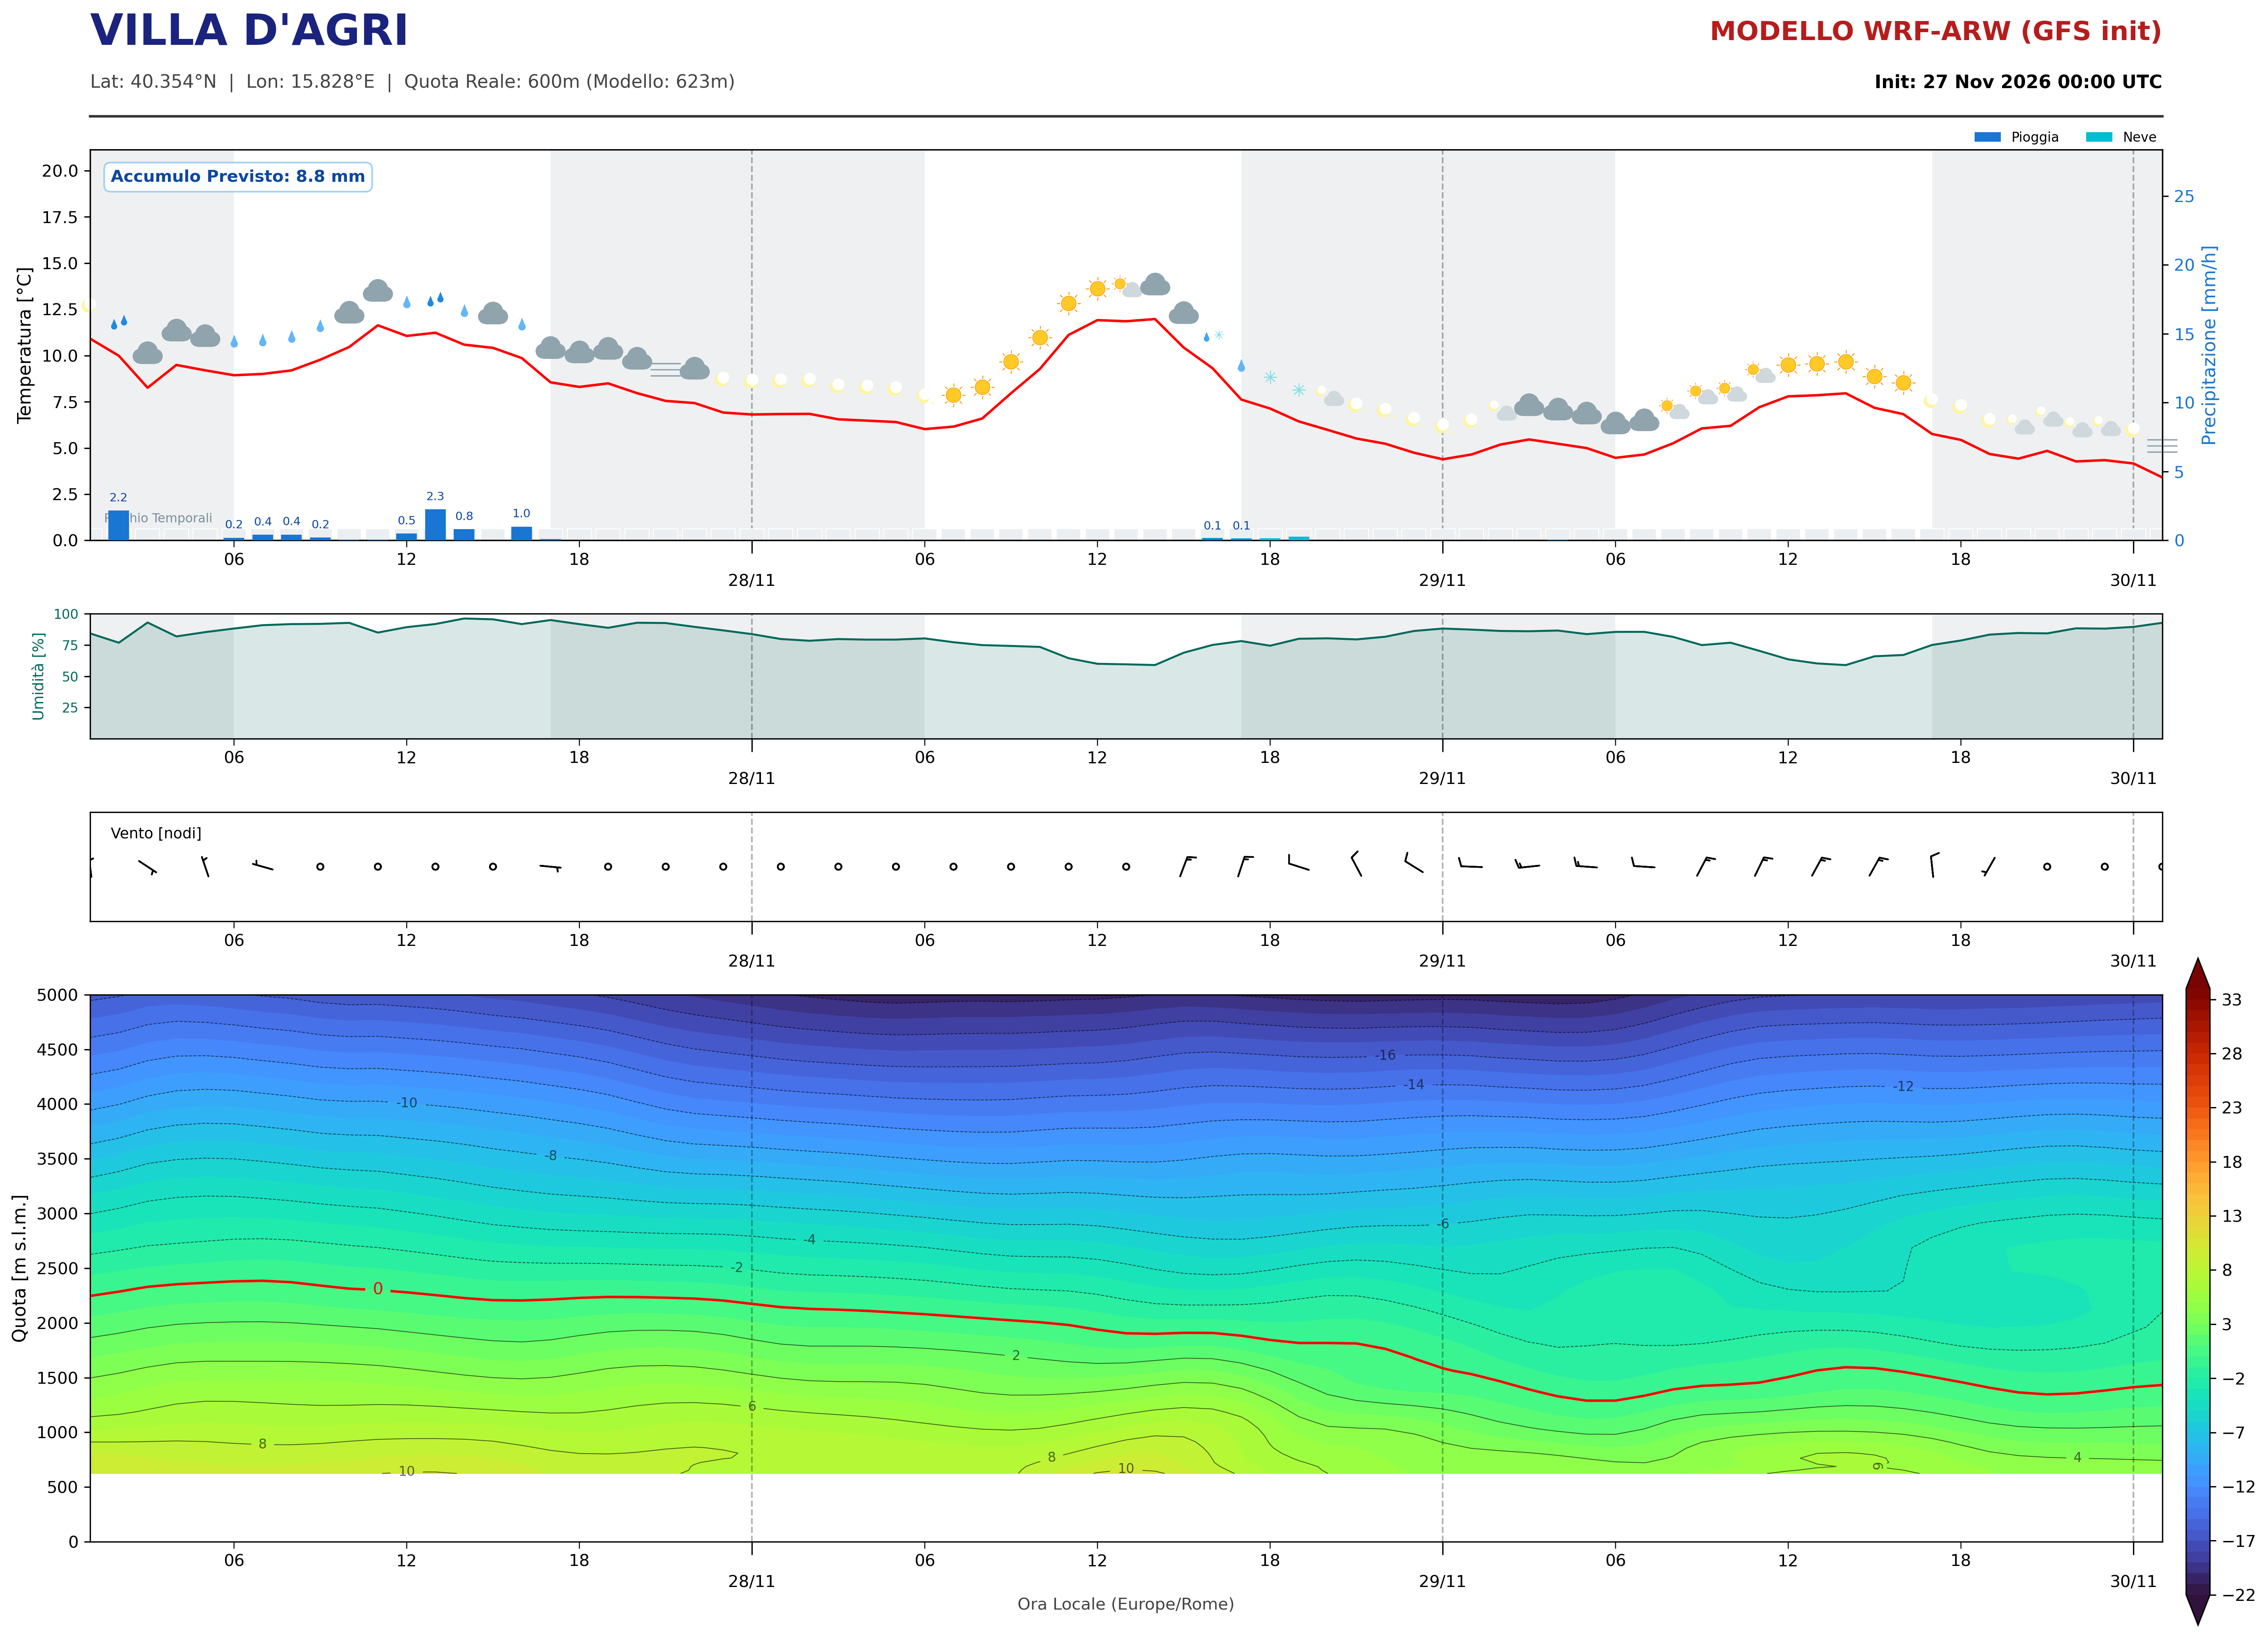 VILLA D'AGRI
MODELLO WRF-ARW (GFS init)
Lat: 40.354°N | Lon: 15.828°E | Quota Reale: 600m (Modello: 623m)
Init: 27 Nov 2026 00:00 UTC
Pioggia Neve
Accumulo Previsto: 8.8 mm
Temperatura [°C]
20.0
17.5
15.0
12.5
10.0
7.5
5.0
2.5
0.0
Precipitazione [mm/h]
25
20
15
10
5
0
Temporali
2.2 0.2 0.4 0.4 0.2 0.5 2.3 0.8 1.0 0.1 0.1
06 12 18 06 12 18 06 12 18
28/11 29/11 30/11
Umidità [%]
100
75
50
25
06 12 18 06 12 18 06 12 18
28/11 29/11 30/11
Vento [nodi]
06 12 18 06 12 18 06 12 18
28/11 29/11 30/11
Quota [m s.l.m.]
5000
4500
4000
3500
3000
2500
2000
1500
1000
500
0
-16
-14
-12
-10
-8
-6
-4
-2
0
2
6
8
8
4
6
10
10
06 12 18 06 12 18 06 12 18
28/11 29/11 30/11
Ora Locale (Europe/Rome)
33
28
23
18
13
8
3
−2
−7
−12
−17
−22